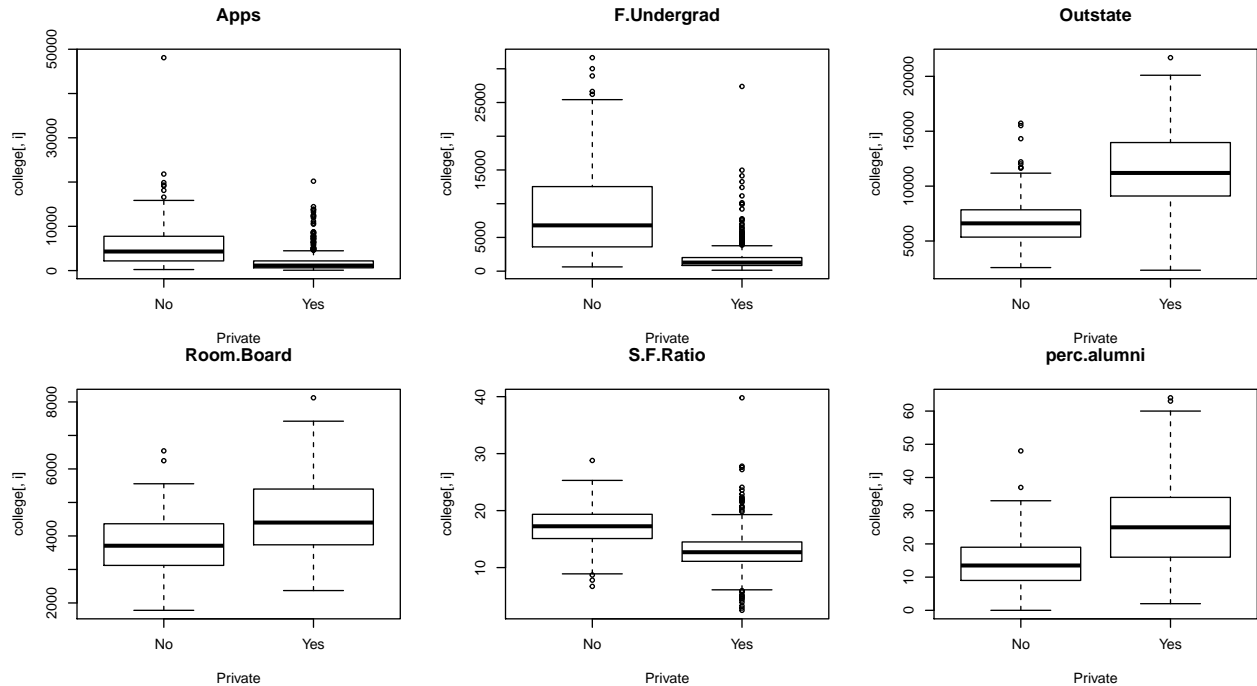 Apps
college[, i]
50000
30000
10000
0
No Yes
Private
F.Undergrad
college[, i]
25000
15000
5000
0
No Yes
Private
Outstate
college[, i]
20000
15000
10000
5000
No Yes
Private
Room.Board
college[, i]
8000
6000
4000
2000
No Yes
Private
S.F.Ratio
college[, i]
40
30
20
10
No Yes
Private
perc.alumni
college[, i]
60
50
40
30
20
10
0
No Yes
Private